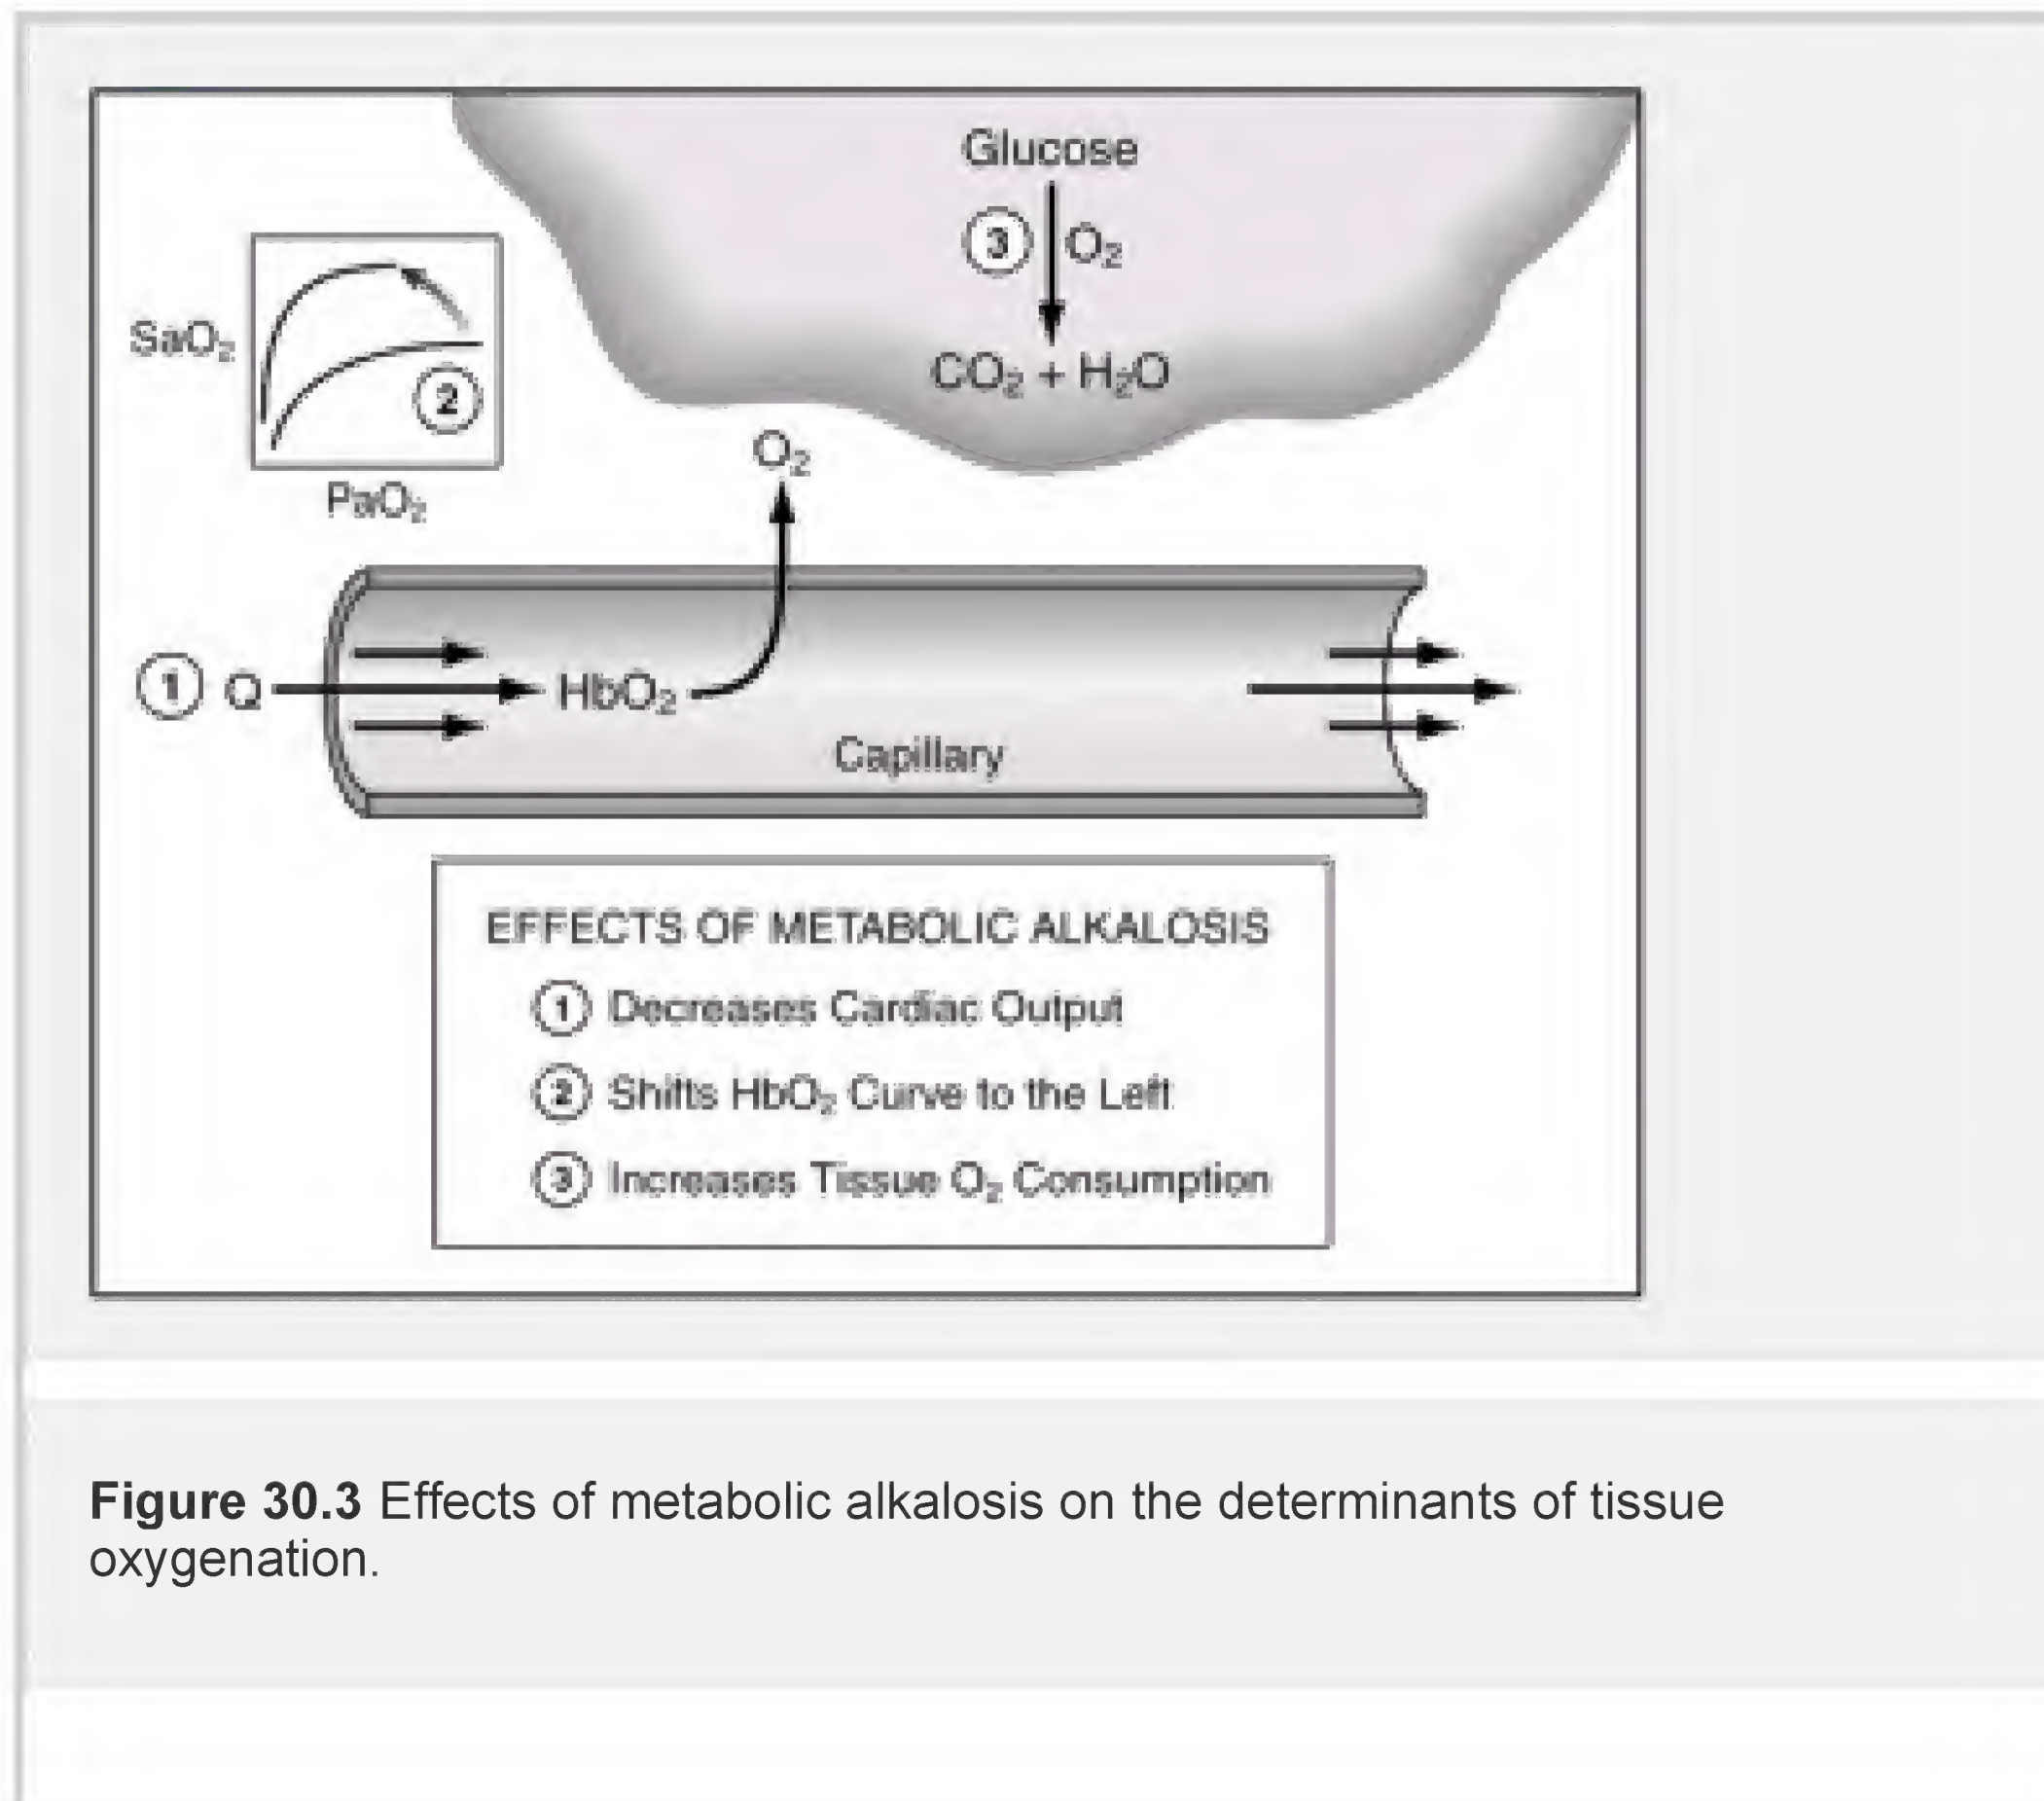 Glucose
3 O₂
SaO₂
2
CO₂ + H₂O
O₂
PaO₂
1 Q HbO₂
Capillary
EFFECTS OF METABOLIC ALKALOSIS
1 Decreases Cardiac Output
2 Shifts HbO₂ Curve to the Left
3 Increases Tissue O₂ Consumption
Figure 30.3 Effects of metabolic alkalosis on the determinants of tissue
oxygenation.